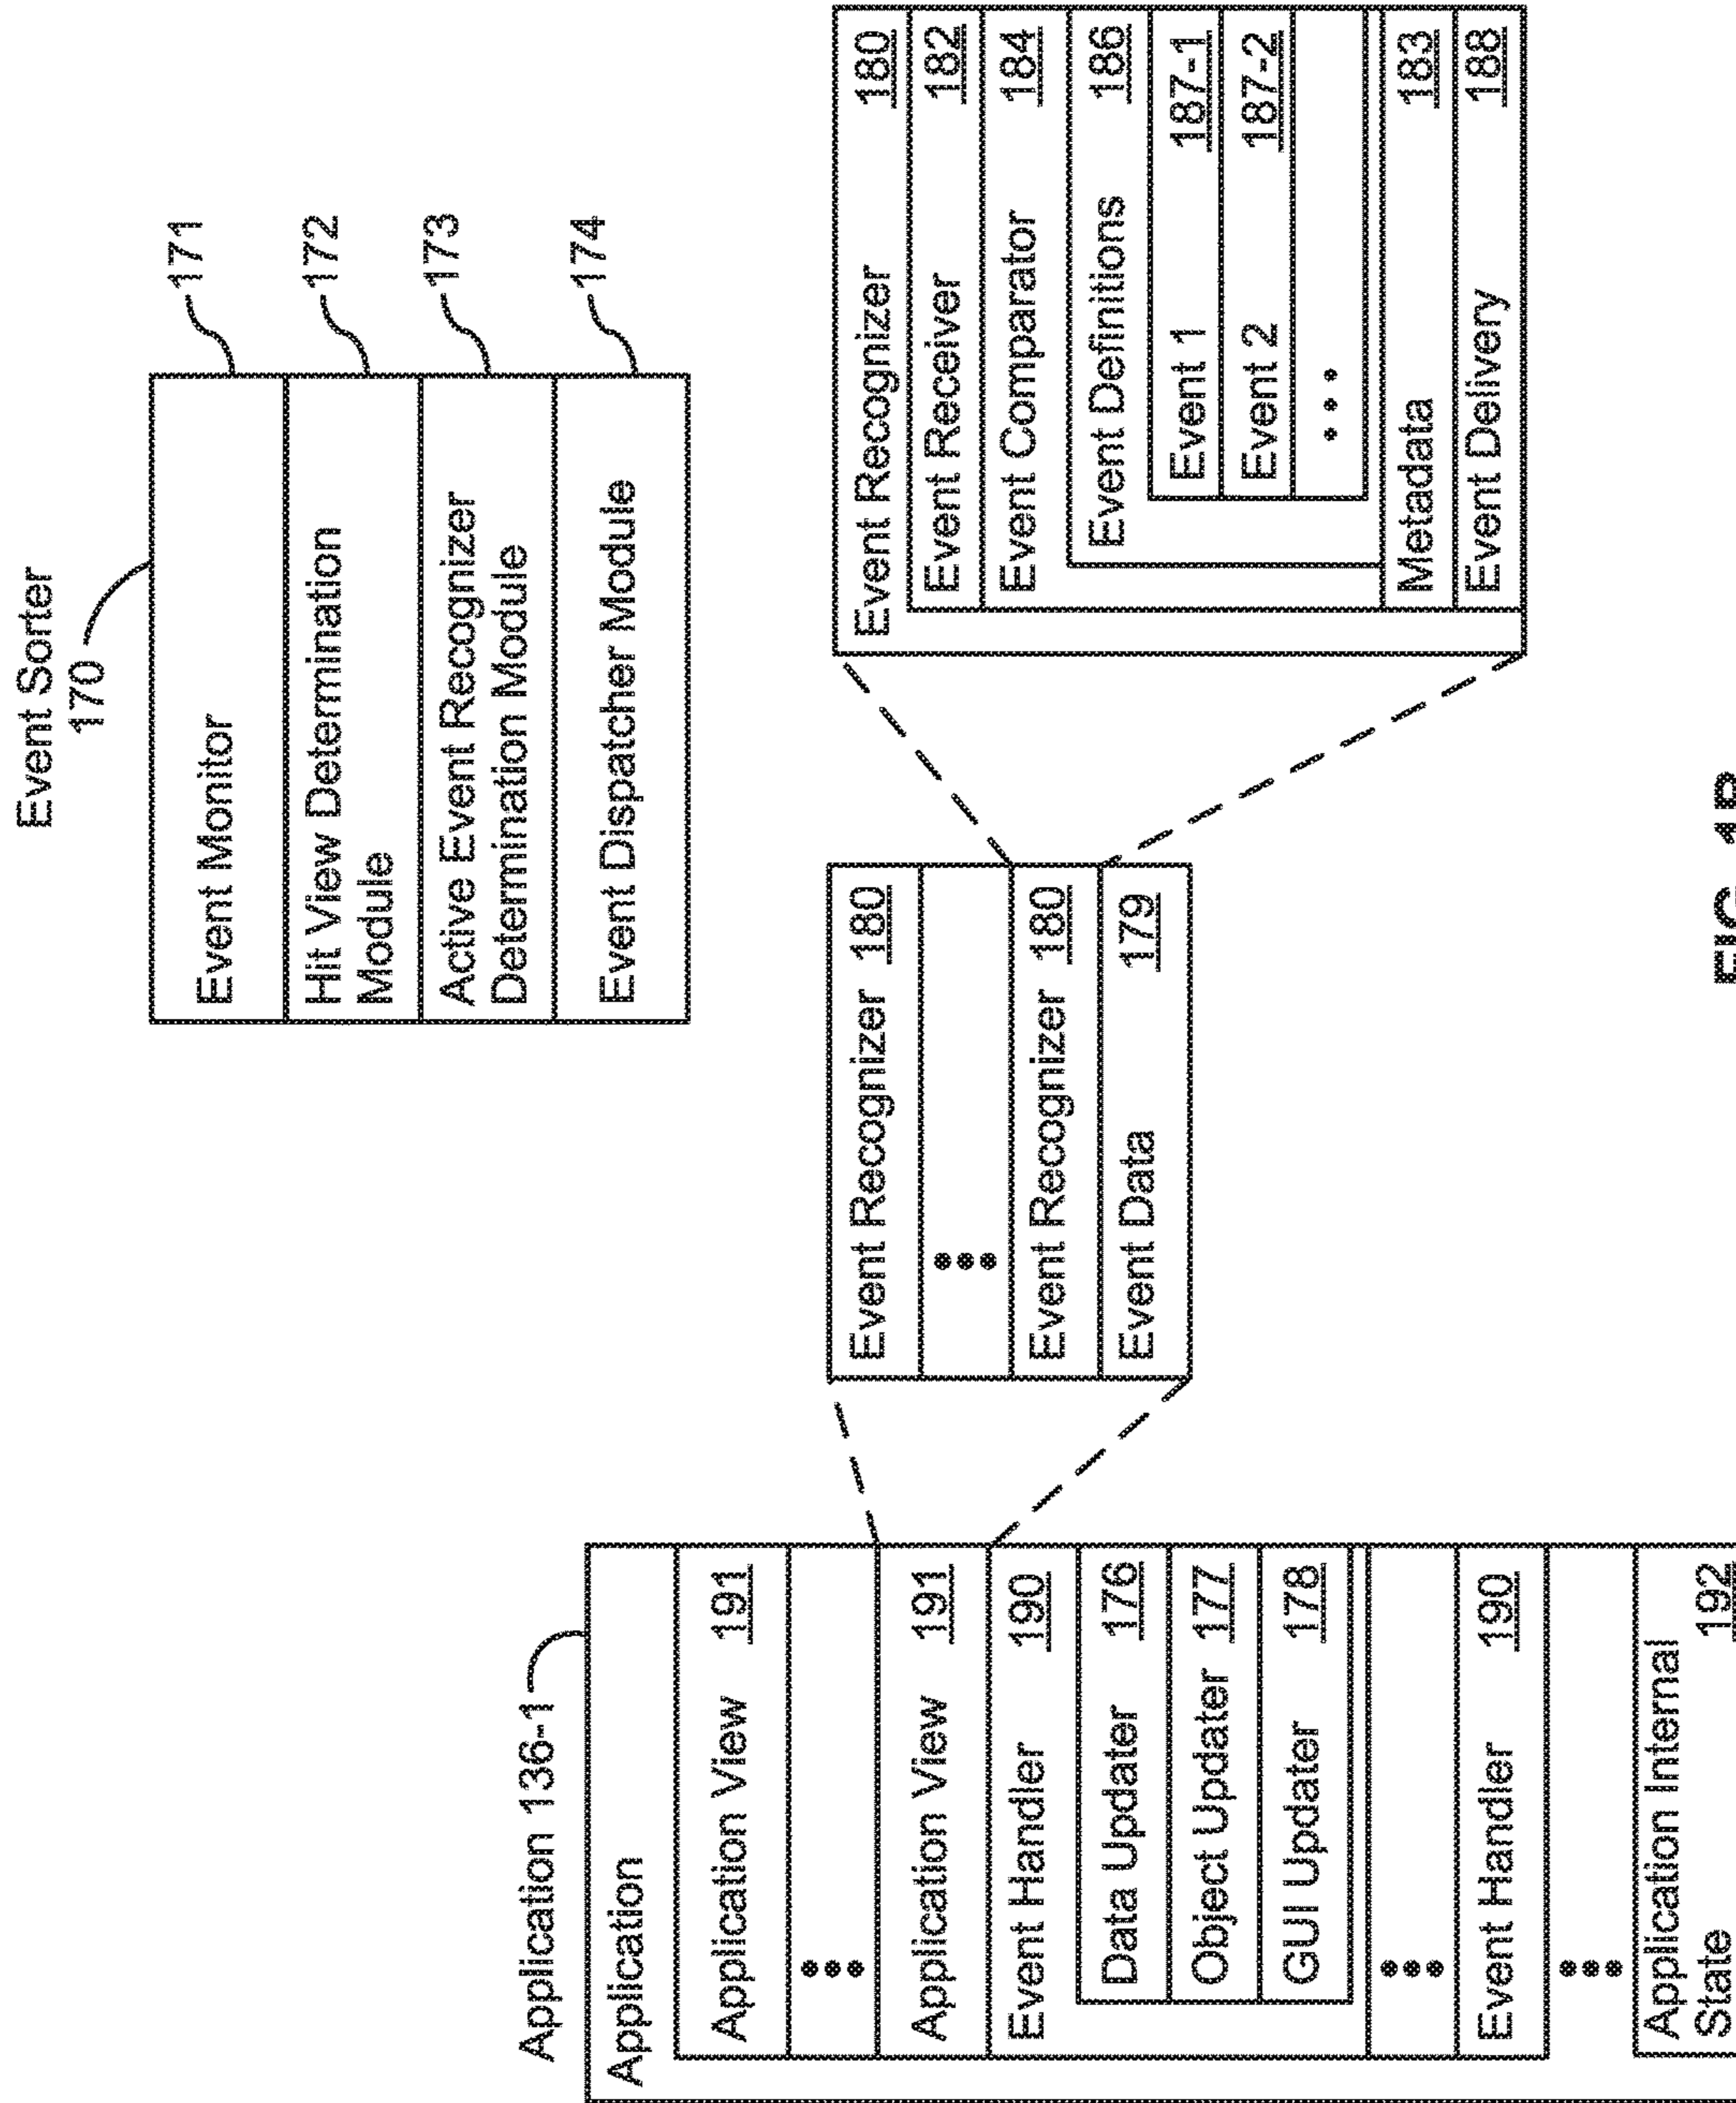 Event Sorter
170
Event Monitor
171
Hit View Determination
Module
172
Active Event Recognizer
Determination Module
173
Event Dispatcher Module
174
Application 136-1
Application
Application View 191
•••
Application View 191
Event Handler 190
Data Updater 176
Object Updater 177
GUI Updater 178
•••
Event Handler 190
•••
Application Internal
State 192
Event Recognizer 180
•••
Event Recognizer 180
Event Data 179
Event Recognizer 180
Event Receiver 182
Event Comparator 184
Event Definitions 186
Event 1 187-1
Event 2 187-2
•••
Metadata 183
Event Delivery 188
FIG. 1B